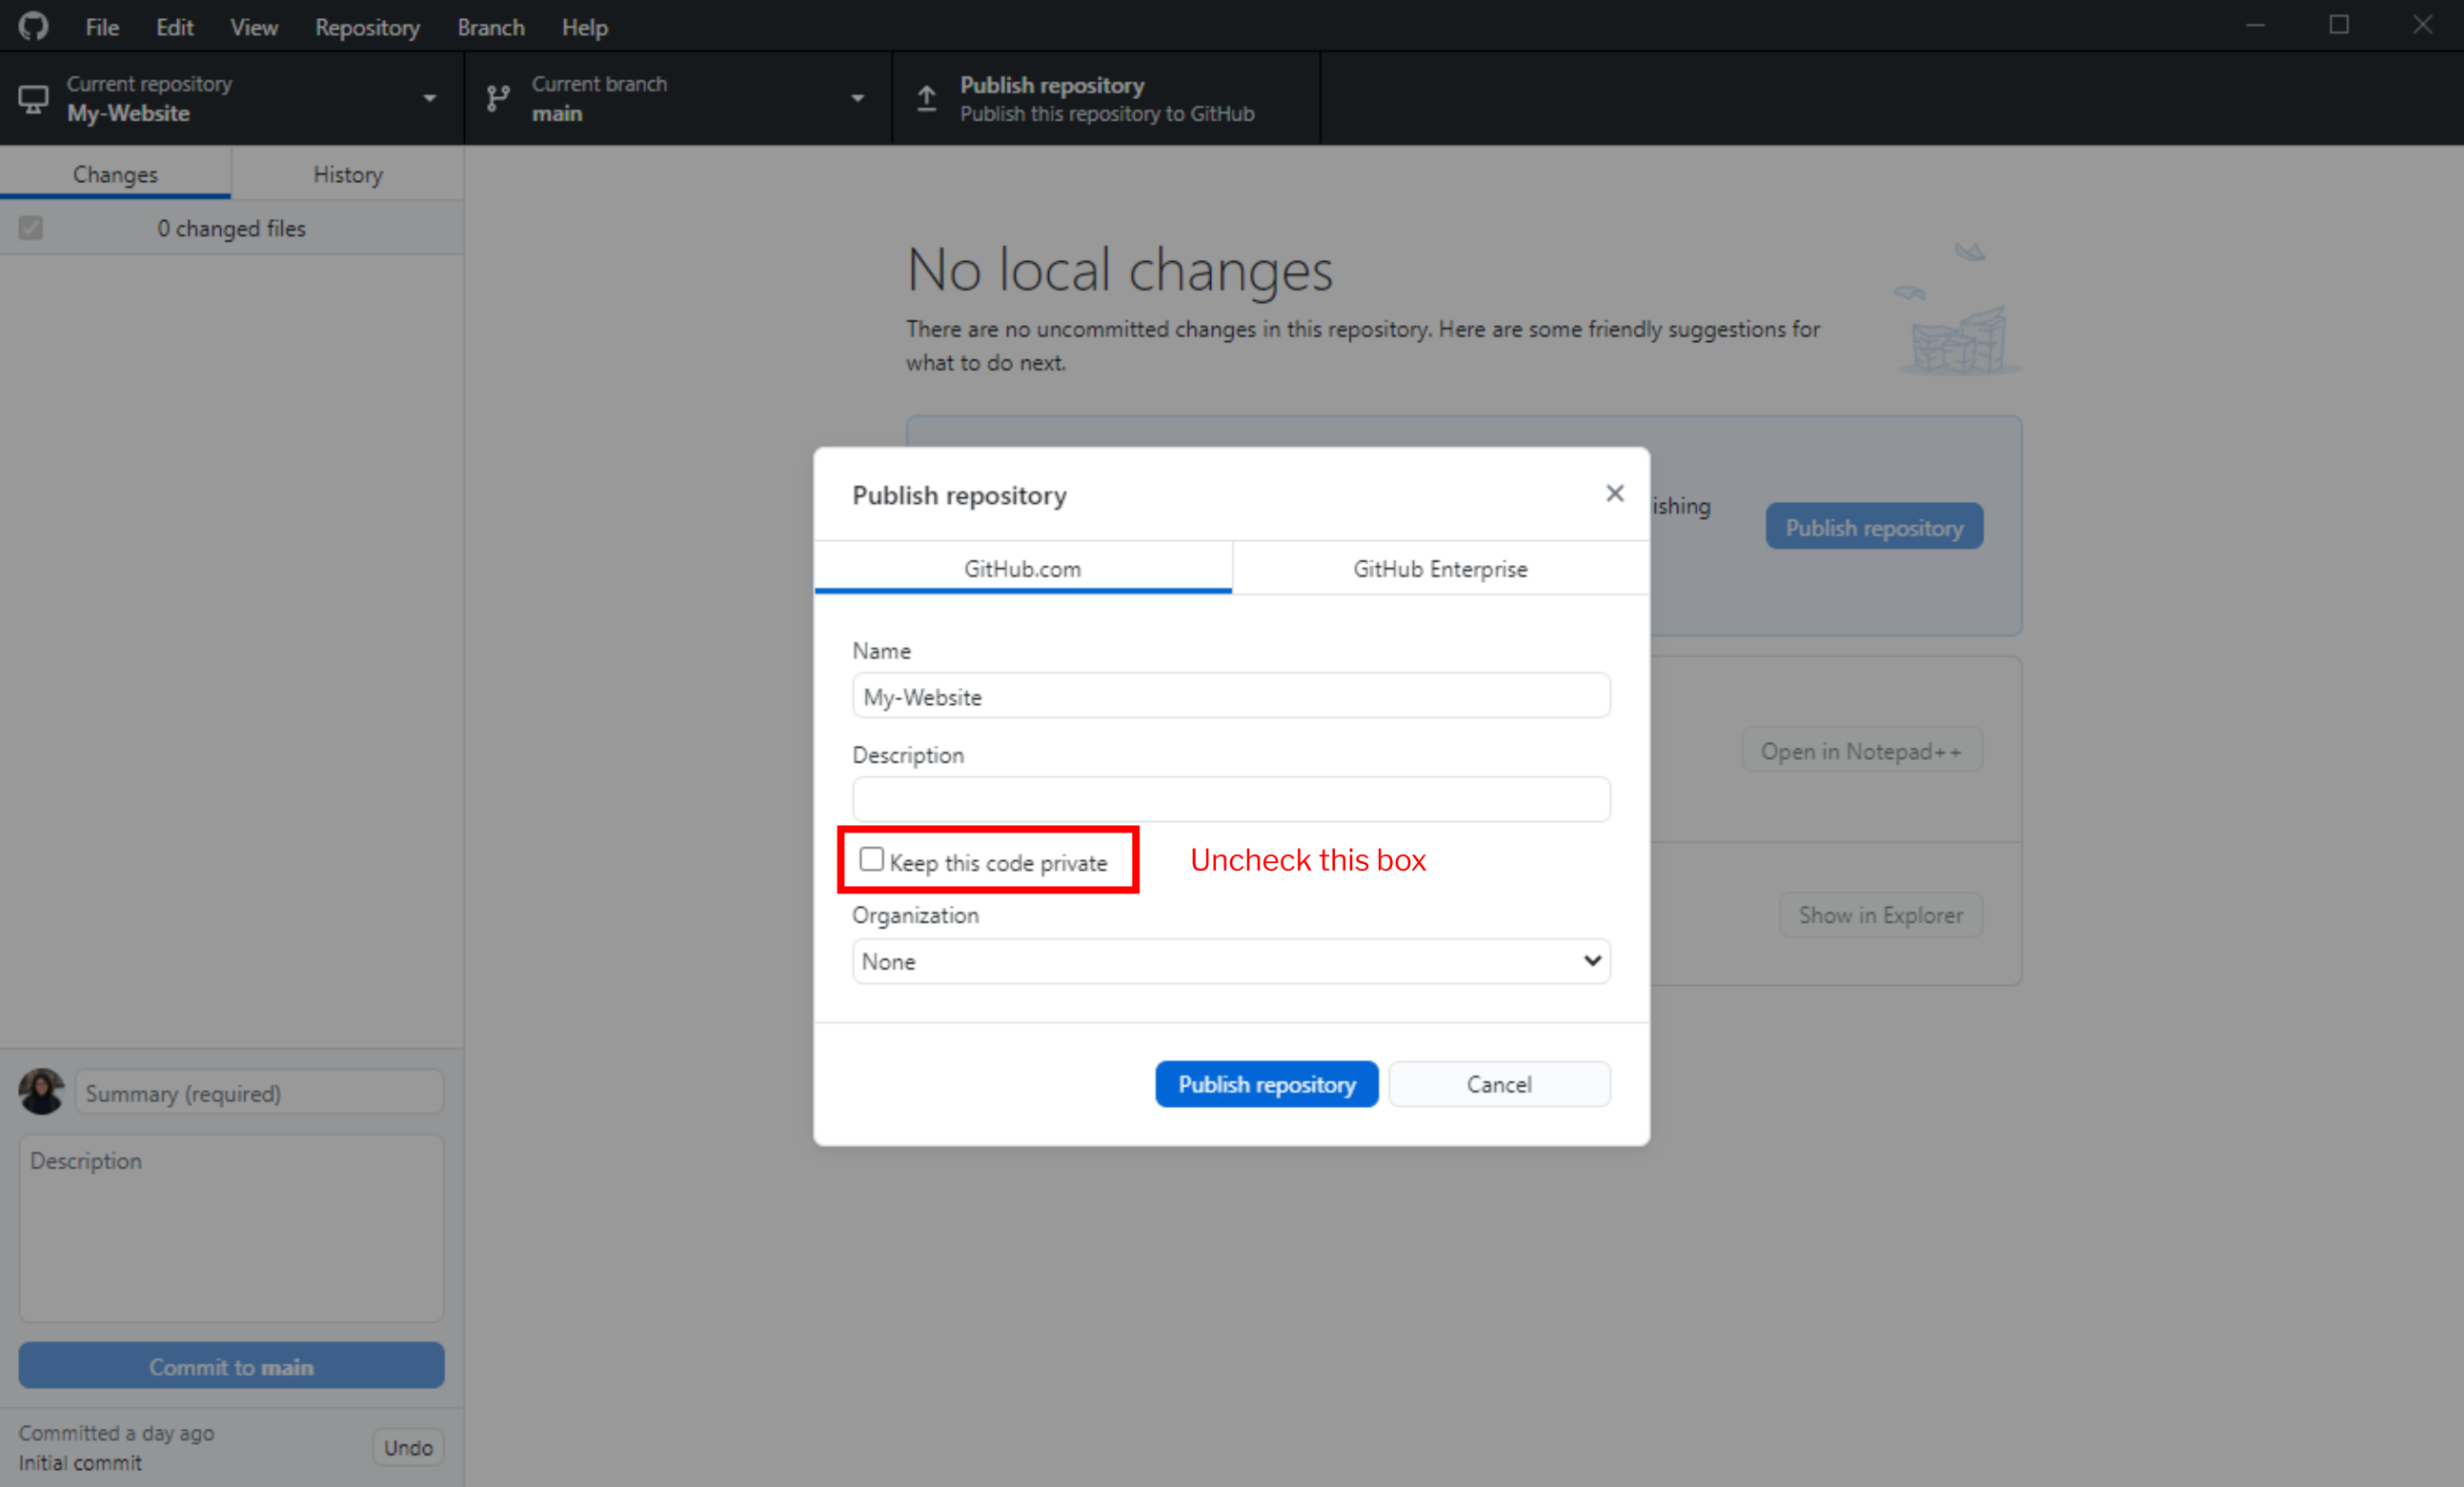 File Edit View Repository Branch Help
Current repository
My-Website
Current branch
main
Publish repository
Publish this repository to GitHub
Changes History
0 changed files
No local changes
There are no uncommitted changes in this repository. Here are some friendly suggestions for
what to do next.
ishing
Publish repository
Open in Notepad++
Show in Explorer
Publish repository
GitHub.com GitHub Enterprise
Name
My-Website
Description
Keep this code private
Uncheck this box
Organization
None
Publish repository Cancel
Summary (required)
Description
Commit to main
Committed a day ago
Initial commit
Undo